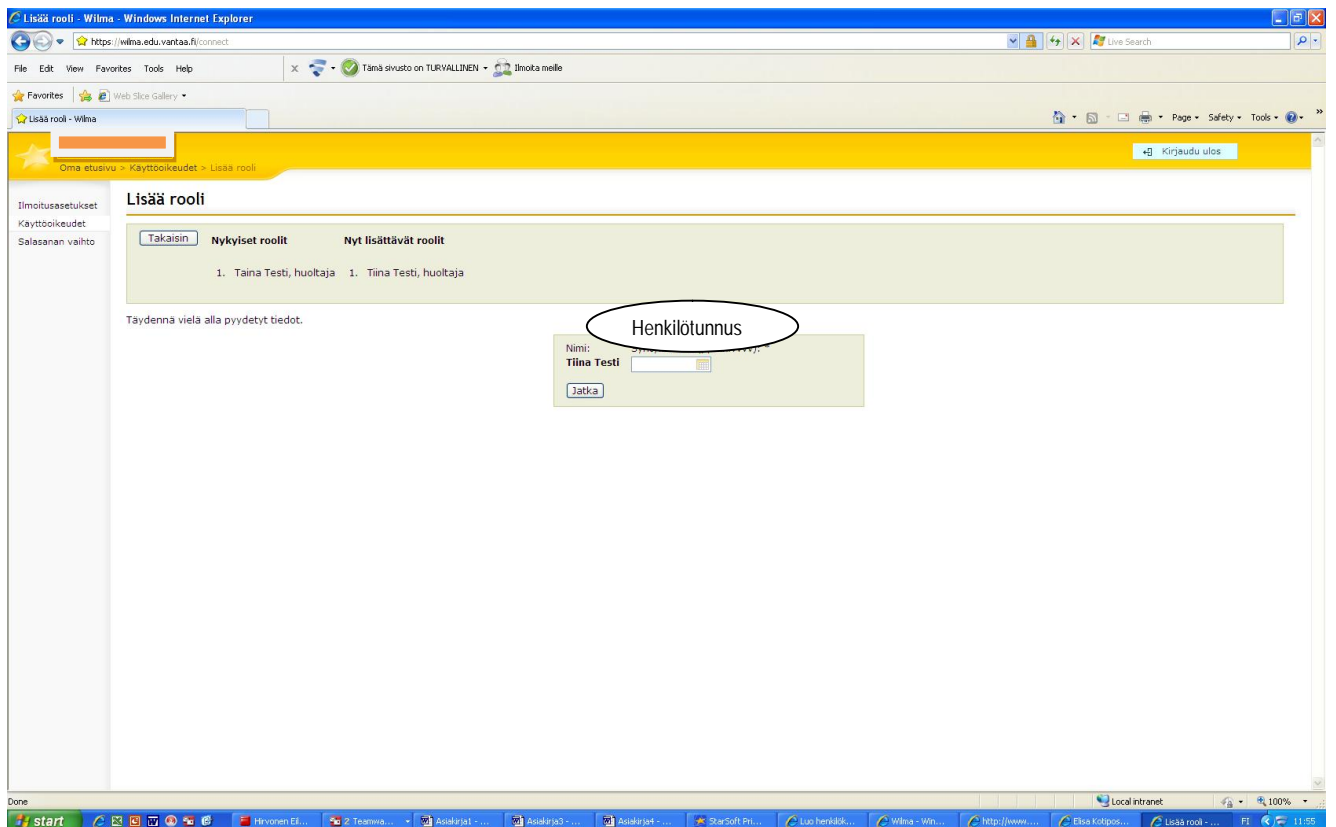 Lisää rooli - Wilma - Windows Internet Explorer
https://wilma.edu.vantaa.fi/connect
Live Search
File Edit View Favorites Tools Help
x
Tämä sivusto on TURVALLINEN
Ilmoita meille
Favorites
Web Slice Gallery
Lisää rooli - Wilma
Page Safety Tools
Kirjaudu ulos
Oma etusivu > Käyttöoikeudet > Lisää rooli
Ilmoitusasetukset
Käyttöoikeudet
Salasanan vaihto
Lisää rooli
Takaisin Nykyiset roolit Nyt lisättävät roolit
1. Taina Testi, huoltaja 1. Tiina Testi, huoltaja
Täydennä vielä alla pyydetyt tiedot.
Henkilötunnus
Nimi:
Tiina Testi
Jatka
Done
Local intranet
100%
start
Hirvonen Eil...
2 Teamwa...
Asiakirja1 - ...
Asiakirja3 - ...
Asiakirja4 - ...
StarSoft Pri...
Luo henkilök...
Wilma - Win...
http://www....
Elisa Kotipos...
Lisää rooli - ...
FI
11:55